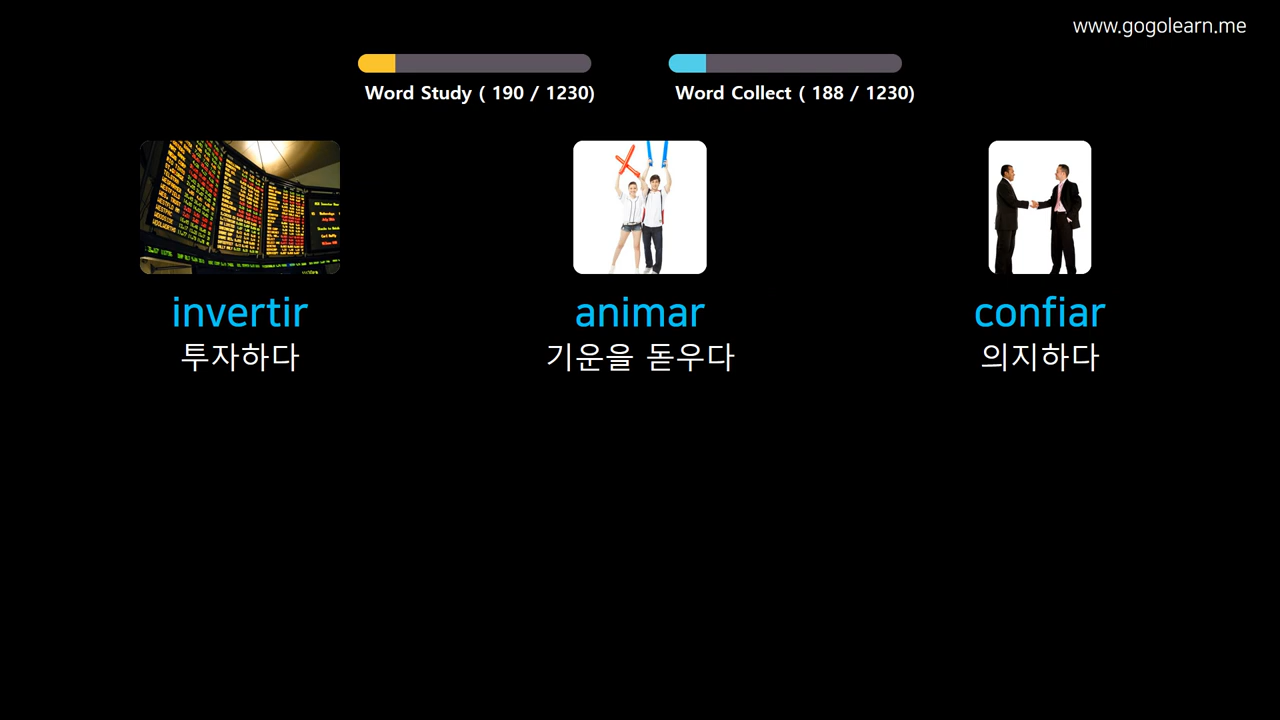 www.gogolearn.me
Word Study ( 190 / 1230)
Word Collect ( 188 / 1230)
invertir
투자하다
animar
기운을 돋우다
confiar
의지하다